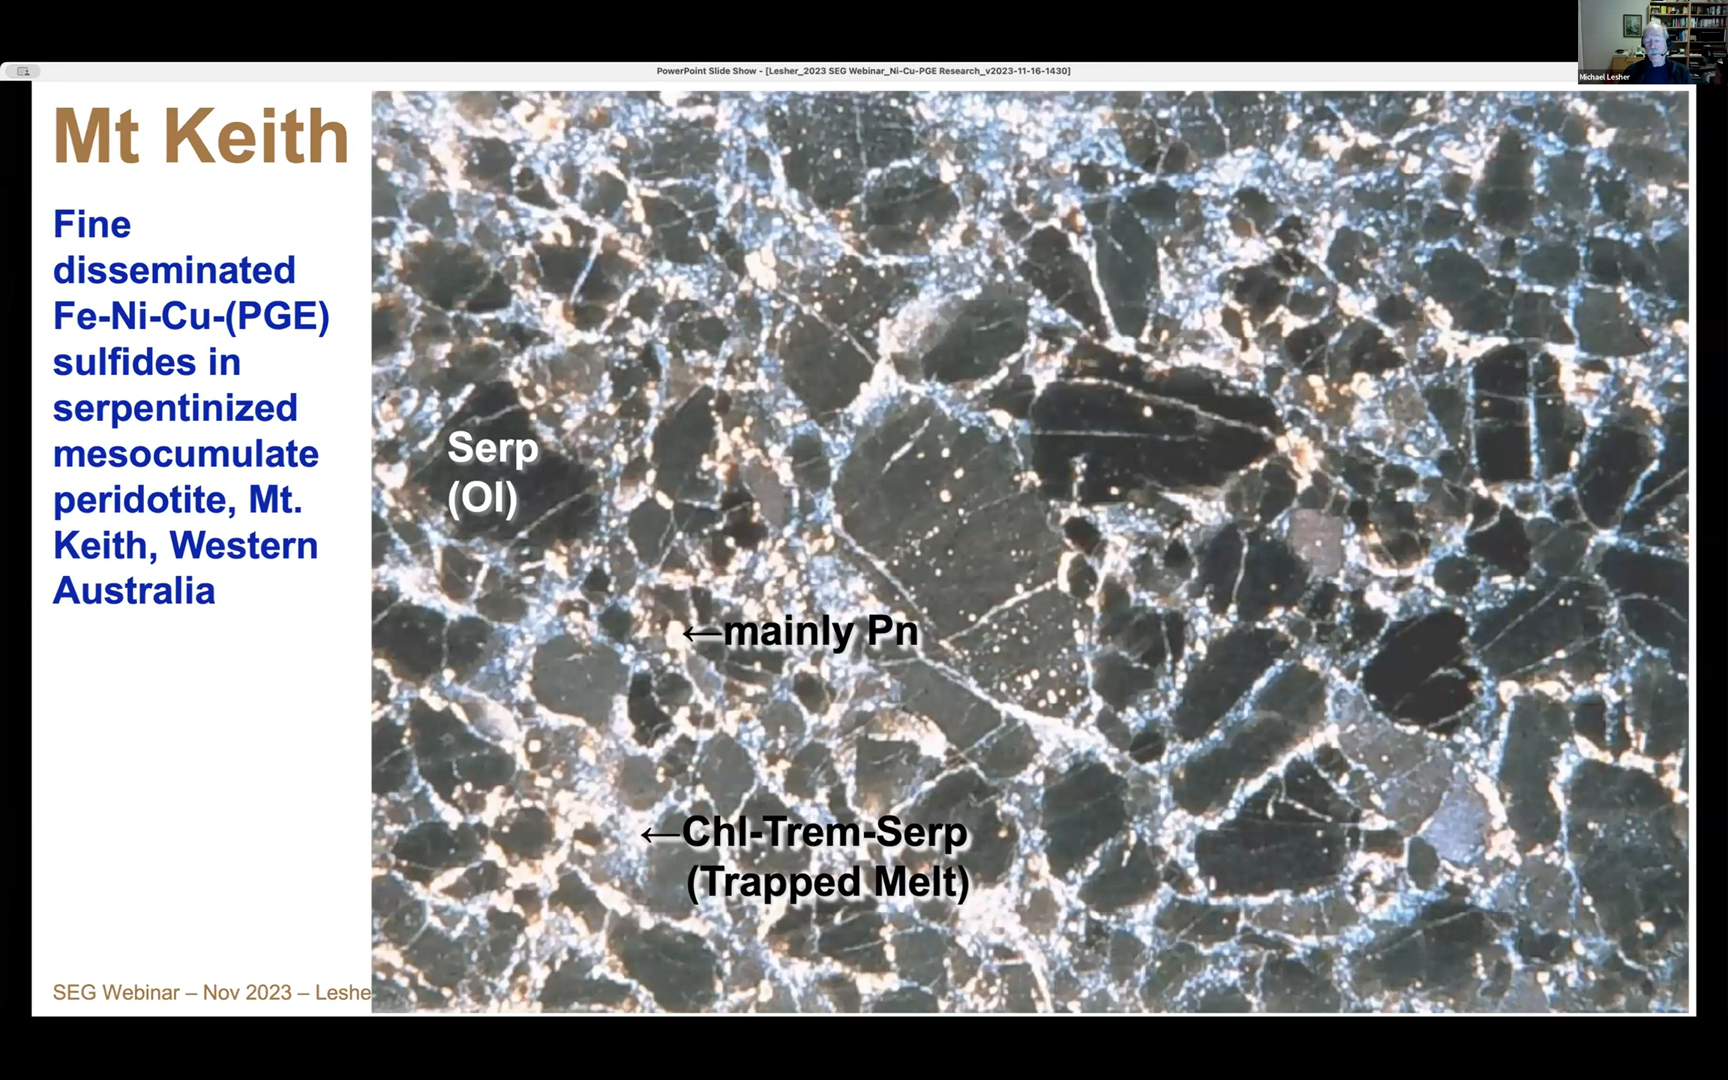 PowerPoint Slide Show - [Lesher_2023 SEG Webinar_Ni-Cu-PGE Research_v2023-11-16-1430]
Michael Lesher
Mt Keith
Fine
disseminated
Fe-Ni-Cu-(PGE)
sulfides in
serpentinized
mesocumulate
peridotite, Mt.
Keith, Western
Australia
Serp
(Ol)
←mainly Pn
←Chl-Trem-Serp
(Trapped Melt)
SEG Webinar – Nov 2023 – Leshe